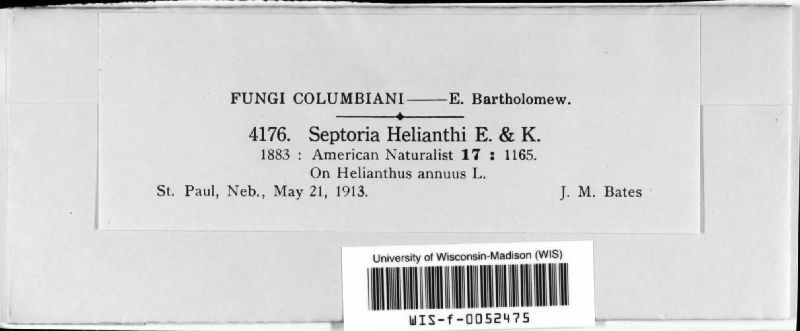 FUNGI COLUMBIANI——E. Bartholomew.
4176. Septoria Helianthi E. & K.
1883 : American Naturalist 17 : 1165.
On Helianthus annuus L.
St. Paul, Neb., May 21, 1913. J. M. Bates
University of Wisconsin-Madison (WIS)
WIS-f-0052475